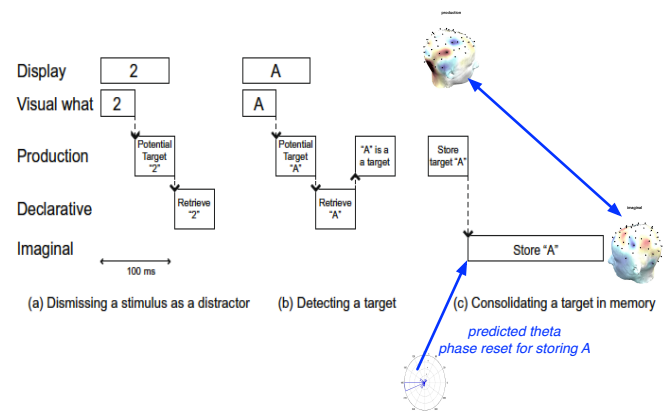 production
Display
2
A
Visual what
2
A
Production
Potential
Target
"2"
Potential
Target
"A"
"A" is a
a target
Store
target "A"
Declarative
Retrieve
"2"
Retrieve
"A"
imaginal
Imaginal
Store "A"
100 ms
(a) Dismissing a stimulus as a distractor
(b) Detecting a target
(c) Consolidating a target in memory
predicted theta
phase reset for storing A